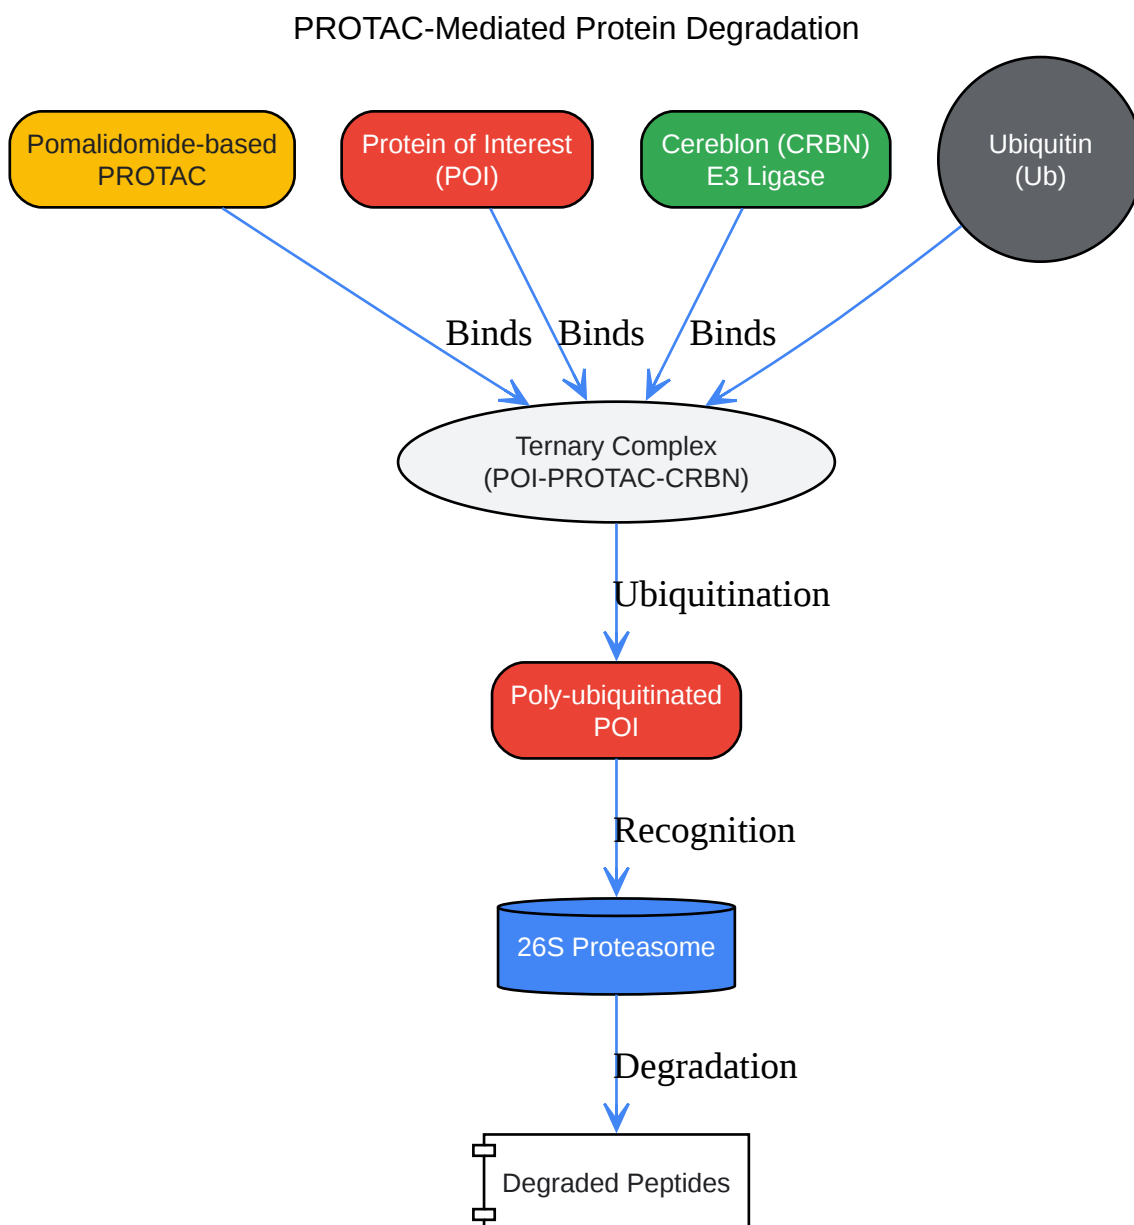 PROTAC-Mediated Protein Degradation
Pomalidomide-based
PROTAC
Protein of Interest
(POI)
Cereblon (CRBN)
E3 Ligase
Ubiquitin
(Ub)
Binds
Binds
Binds
Ternary Complex
(POI-PROTAC-CRBN)
Ubiquitination
Poly-ubiquitinated
POI
Recognition
26S Proteasome
Degradation
Degraded Peptides